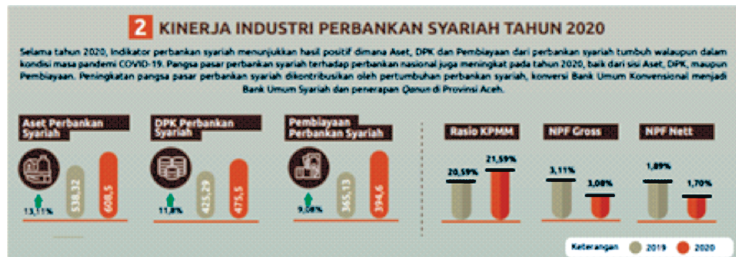 2 KINERJA INDUSTRI PERBANKAN SYARIAH TAHUN 2020
Selama tahun 2020, Indikator perbankan syariah menunjukkan hasil positif dimana Aset, DPK dan Pembiayaan dari perbankan syariah tumbuh walaupun dalam
kondisi masa pandemi COVID-19. Pangsa pasar perbankan syariah terhadap perbankan nasional juga meningkat pada tahun 2020, baik dari sisi Aset, DPK, maupun
Pembiayaan. Peningkatan pangsa pasar perbankan syariah dikontribusikan oleh pertumbuhan perbankan syariah, konversi Bank Umum Konvensional menjadi
Bank Umum Syariah dan penerapan Qanun di Provinsi Aceh.
Aset Perbankan
Syariah
13,11%
538,32
608,5
DPK Perbankan
Syariah
11,8%
425,29
475,5
Pembiayaan
Perbankan Syariah
9,08%
365,13
394,6
Rasio KPMM
20,59%
21,59%
NPF Gross
3,11%
3,08%
NPF Nett
1,89%
1,70%
Keterangan 2019 2020